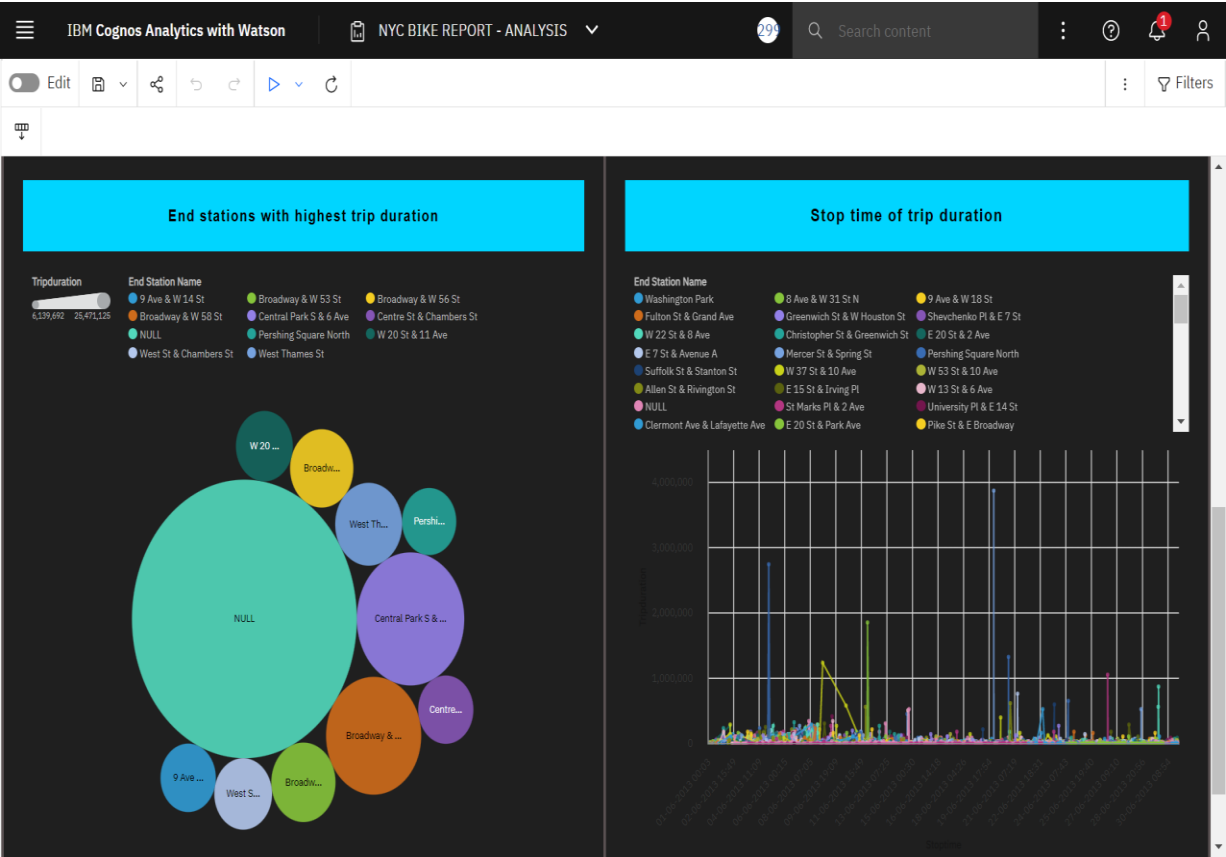 IBM Cognos Analytics with Watson
NYC BIKE REPORT - ANALYSIS
299
Search content
1
Edit
Filters
End stations with highest trip duration
Tripduration
6,139,692 25,471,125
End Station Name
9 Ave & W 14 St Broadway & W 53 St Broadway & W 56 St
Broadway & W 58 St Central Park S & 6 Ave Centre St & Chambers St
NULL Pershing Square North W 20 St & 11 Ave
West St & Chambers St West Thames St
W 20 ...
Broadw...
West Th...
Pershi...
NULL
Central Park S & ...
Centre...
Broadway & ...
9 Ave ...
West S...
Broadw...
Stop time of trip duration
End Station Name
Washington Park 8 Ave & W 31 St N 9 Ave & W 18 St
Fulton St & Grand Ave Greenwich St & W Houston St Shevchenko Pl & E 7 St
W 22 St & 8 Ave Christopher St & Greenwich St E 20 St & 2 Ave
E 7 St & Avenue A Mercer St & Spring St Pershing Square North
Suffolk St & Stanton St W 37 St & 10 Ave W 53 St & 10 Ave
Allen St & Rivington St E 15 St & Irving Pl W 13 St & 6 Ave
NULL St Marks Pl & 2 Ave University Pl & E 14 St
Clermont Ave & Lafayette Ave E 20 St & Park Ave Pike St & E Broadway
4,000,000
3,000,000
2,000,000
1,000,000
0